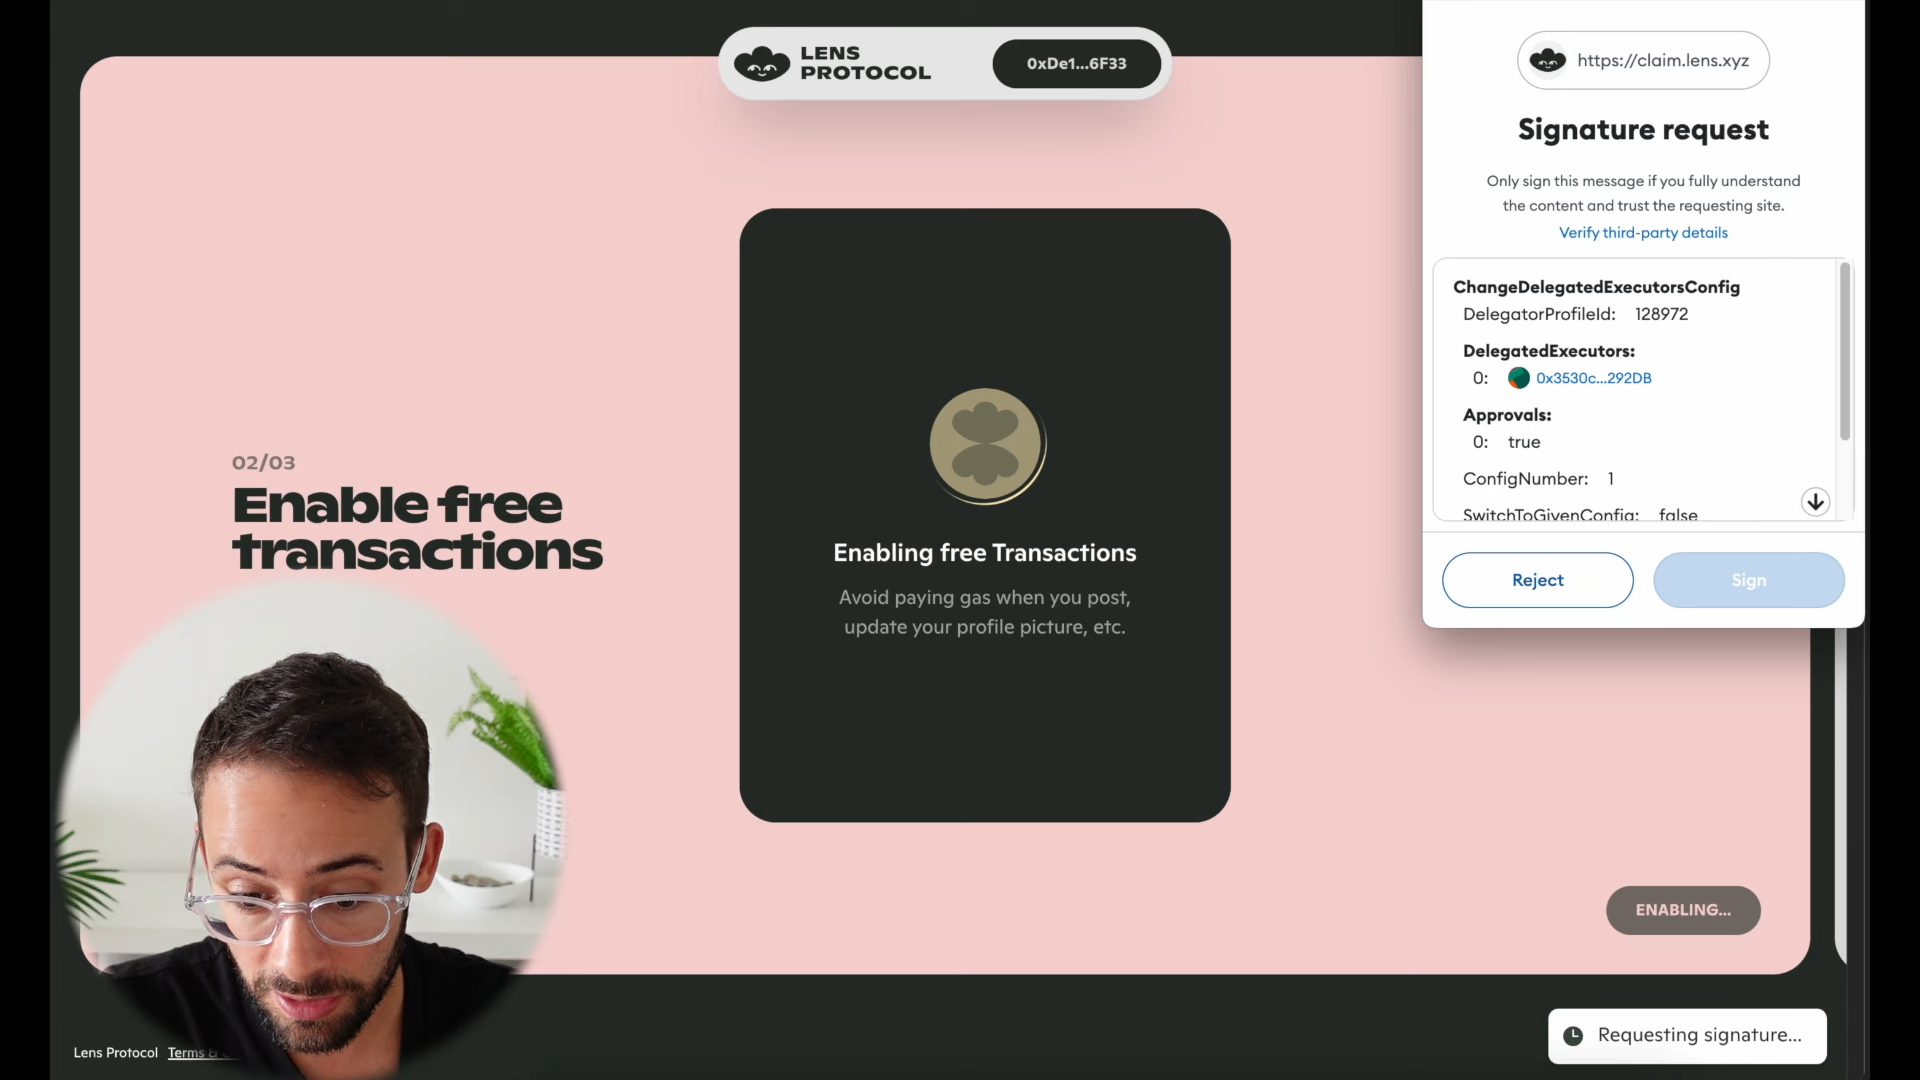 LENS
PROTOCOL
0xDe1...6F33
https://claim.lens.xyz
Signature request
Only sign this message if you fully understand
the content and trust the requesting site.
Verify third-party details
ChangeDelegatedExecutorsConfig
DelegatorProfileId: 128972
DelegatedExecutors:
0: 0x3530c...292DB
Approvals:
0: true
ConfigNumber: 1
SwitchToGivenConfig: false
Reject
Sign
02/03
Enable free
transactions
Enabling free Transactions
Avoid paying gas when you post,
update your profile picture, etc.
ENABLING...
Requesting signature...
Lens Protocol
Terms &